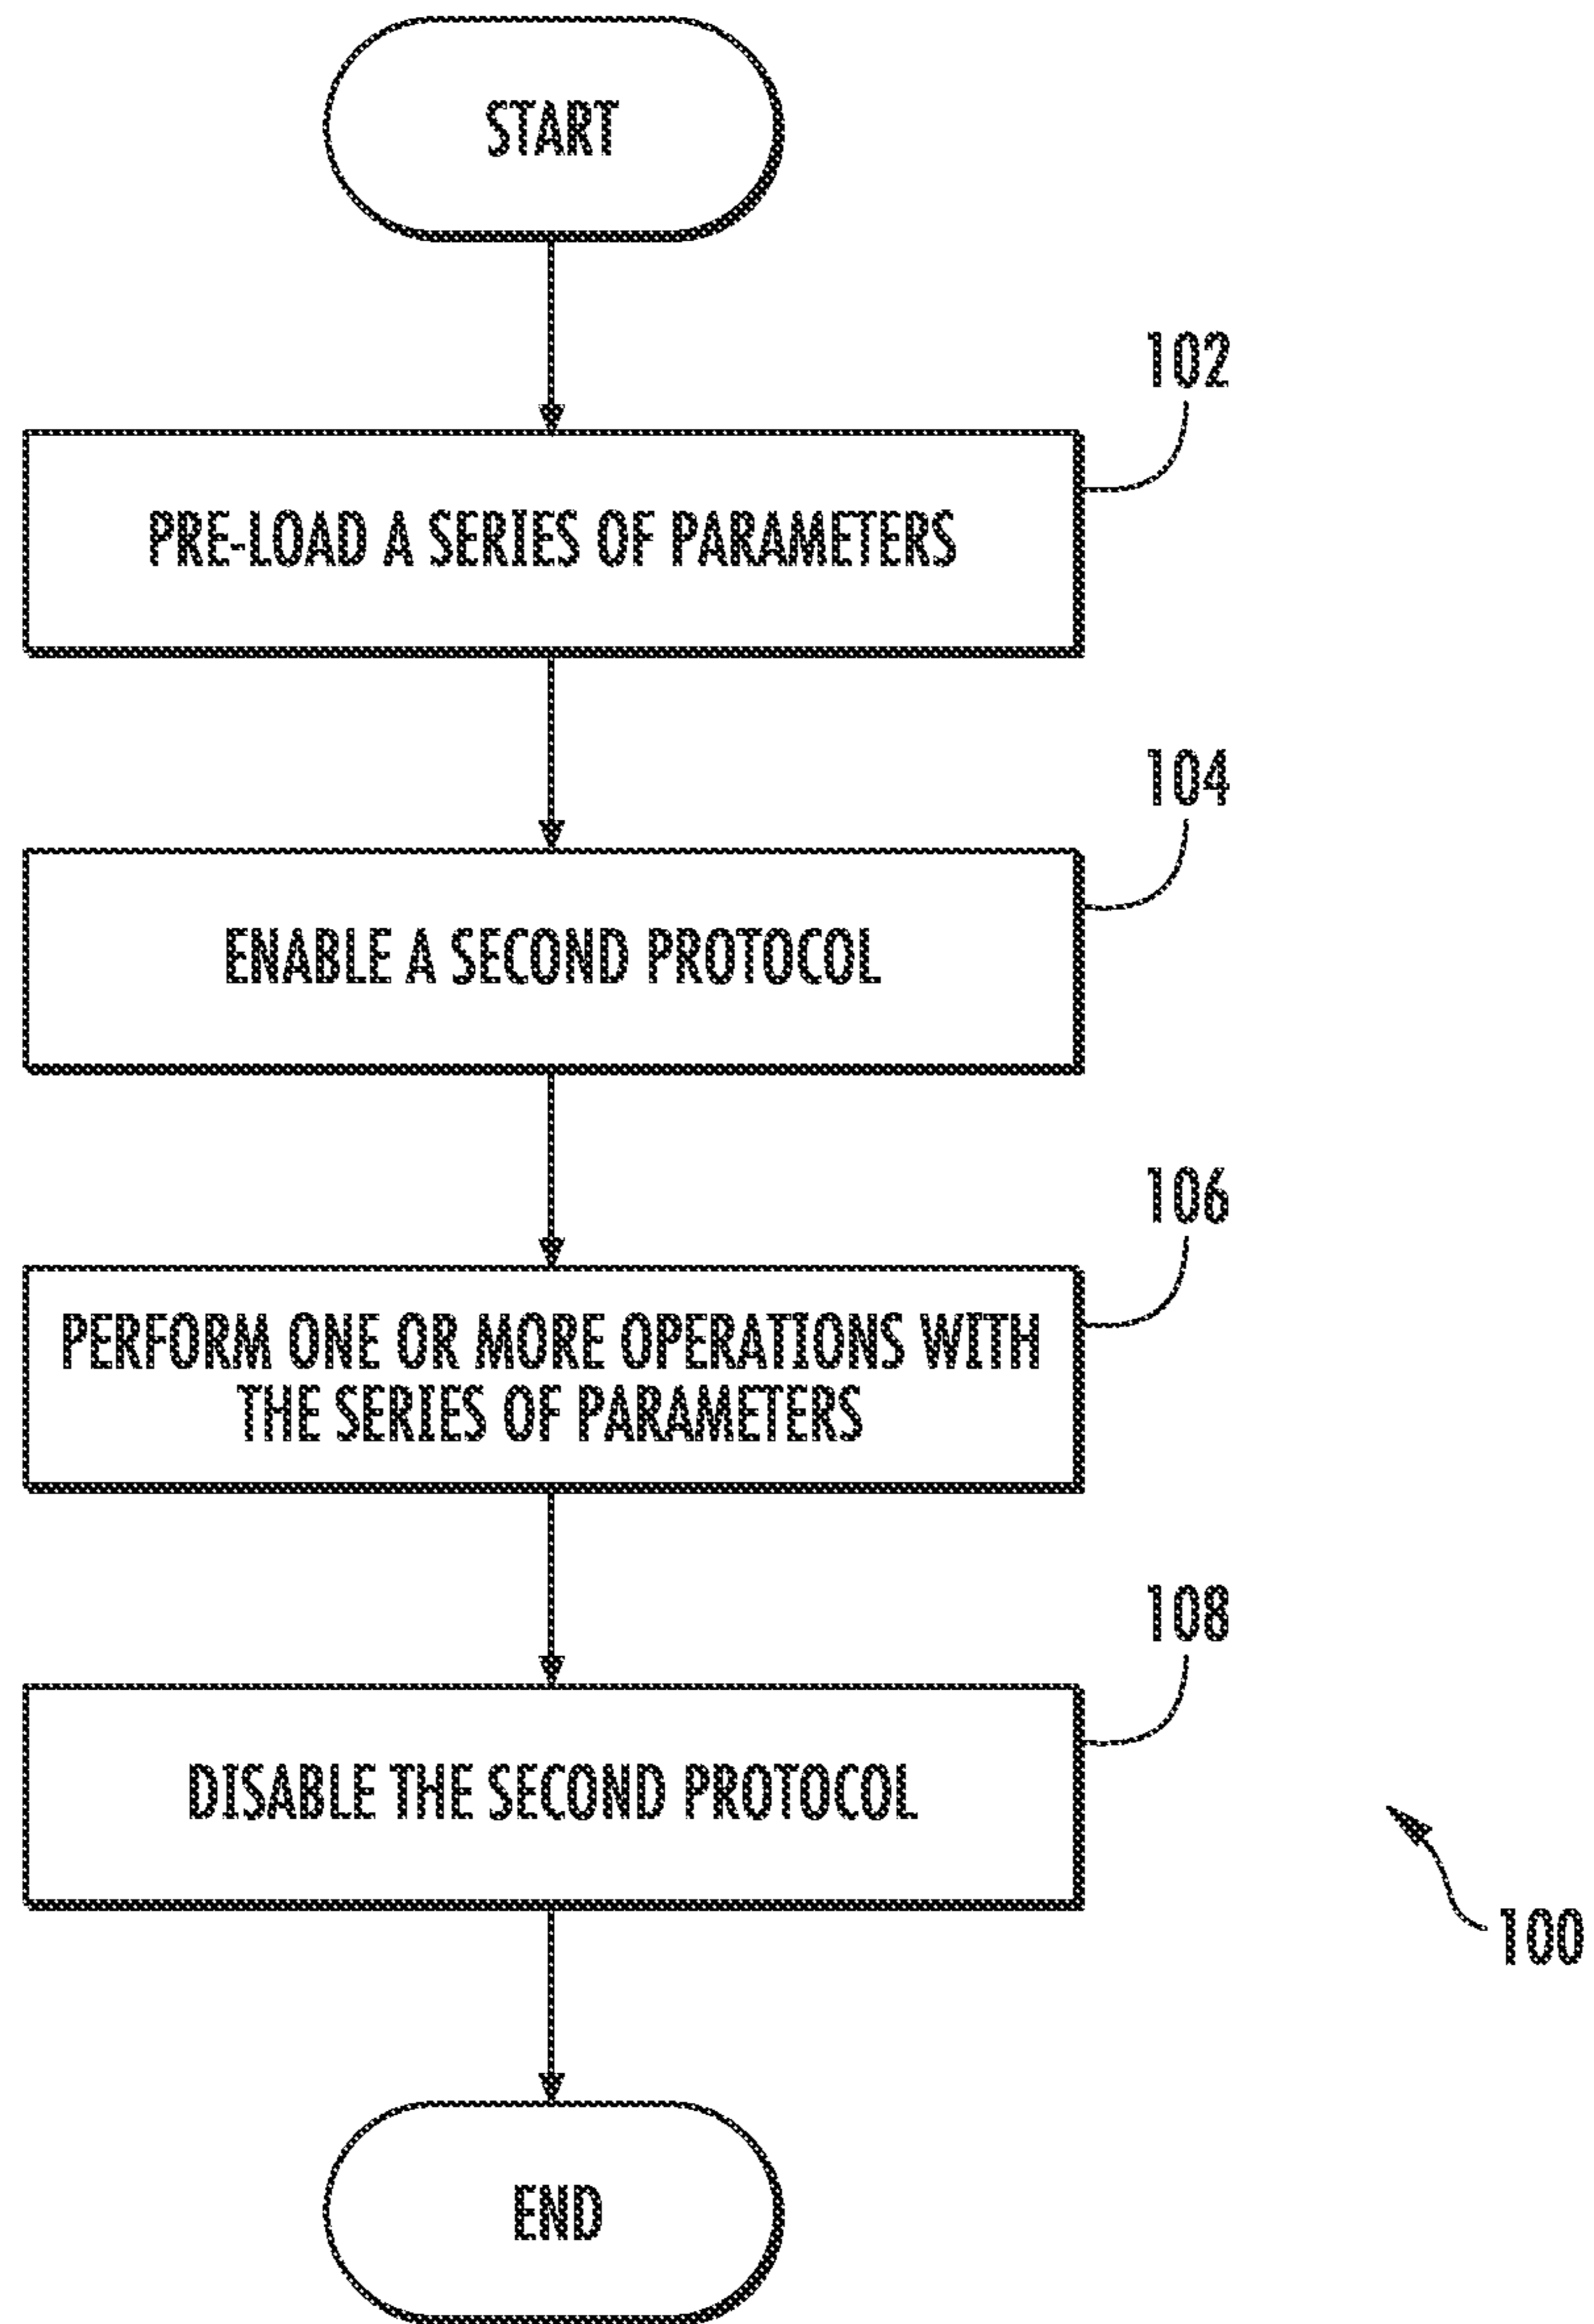 START
102
PRE-LOAD A SERIES OF PARAMETERS
104
ENABLE A SECOND PROTOCOL
106
PERFORM ONE OR MORE OPERATIONS WITH
THE SERIES OF PARAMETERS
108
DISABLE THE SECOND PROTOCOL
100
END